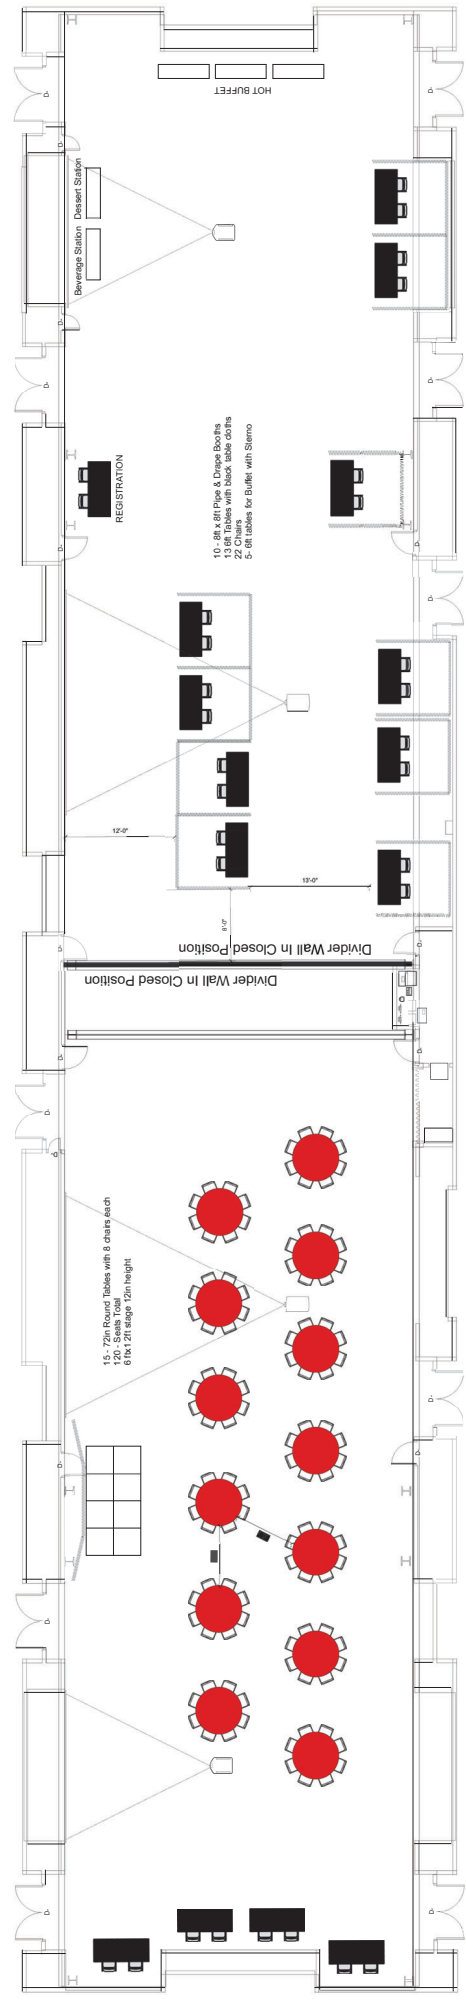 HOT BUFFET
Beverage Station
Dessert Station
REGISTRATION
10 - 8ft x 8ft Pipe & Drape Booths
13 6ft Tables with black table cloths
22 Chairs
5- 6ft tables for Buffet with Sterno
12'-0"
13'-0"
8'-0"
Divider Wall In Closed Position
Divider Wall In Closed Position
15 - 72in Round Tables with 8 chairs each
120 - Seats Total
6 ftx12ft stage 12in height